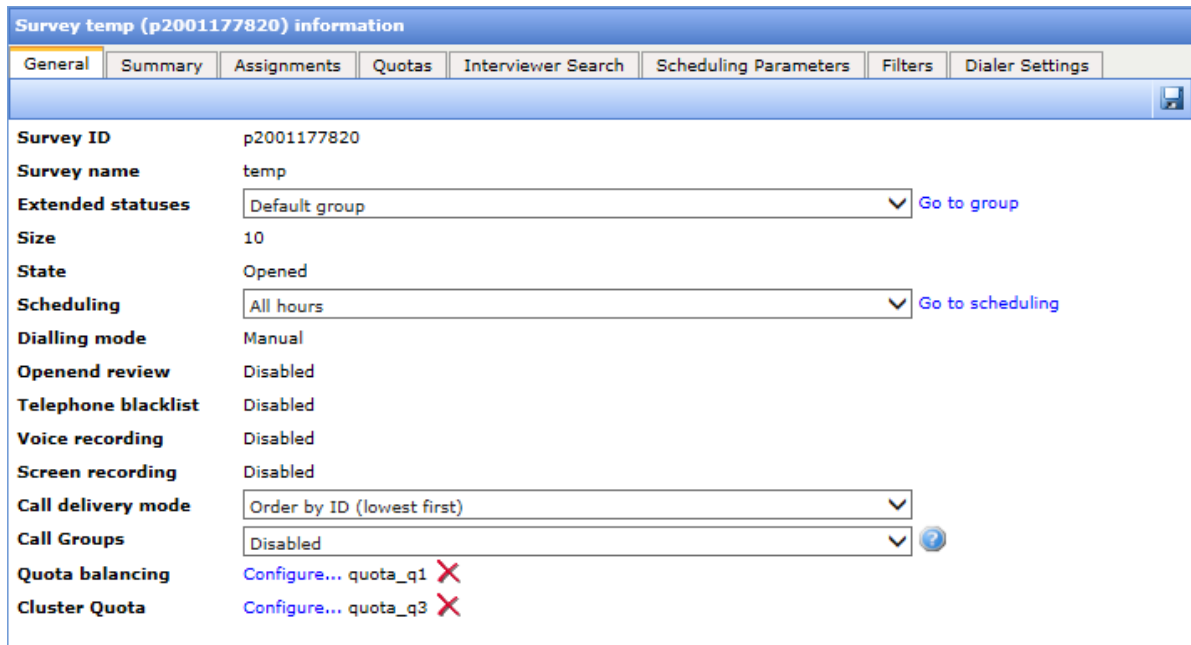 Survey temp (p2001177820) information
General Summary Assignments Quotas Interviewer Search Scheduling Parameters Filters Dialer Settings
Survey ID p2001177820
Survey name temp
Extended statuses Default group Go to group
Size 10
State Opened
Scheduling All hours Go to scheduling
Dialling mode Manual
Openend review Disabled
Telephone blacklist Disabled
Voice recording Disabled
Screen recording Disabled
Call delivery mode Order by ID (lowest first)
Call Groups Disabled ?
Quota balancing Configure... quota_q1
Cluster Quota Configure... quota_q3